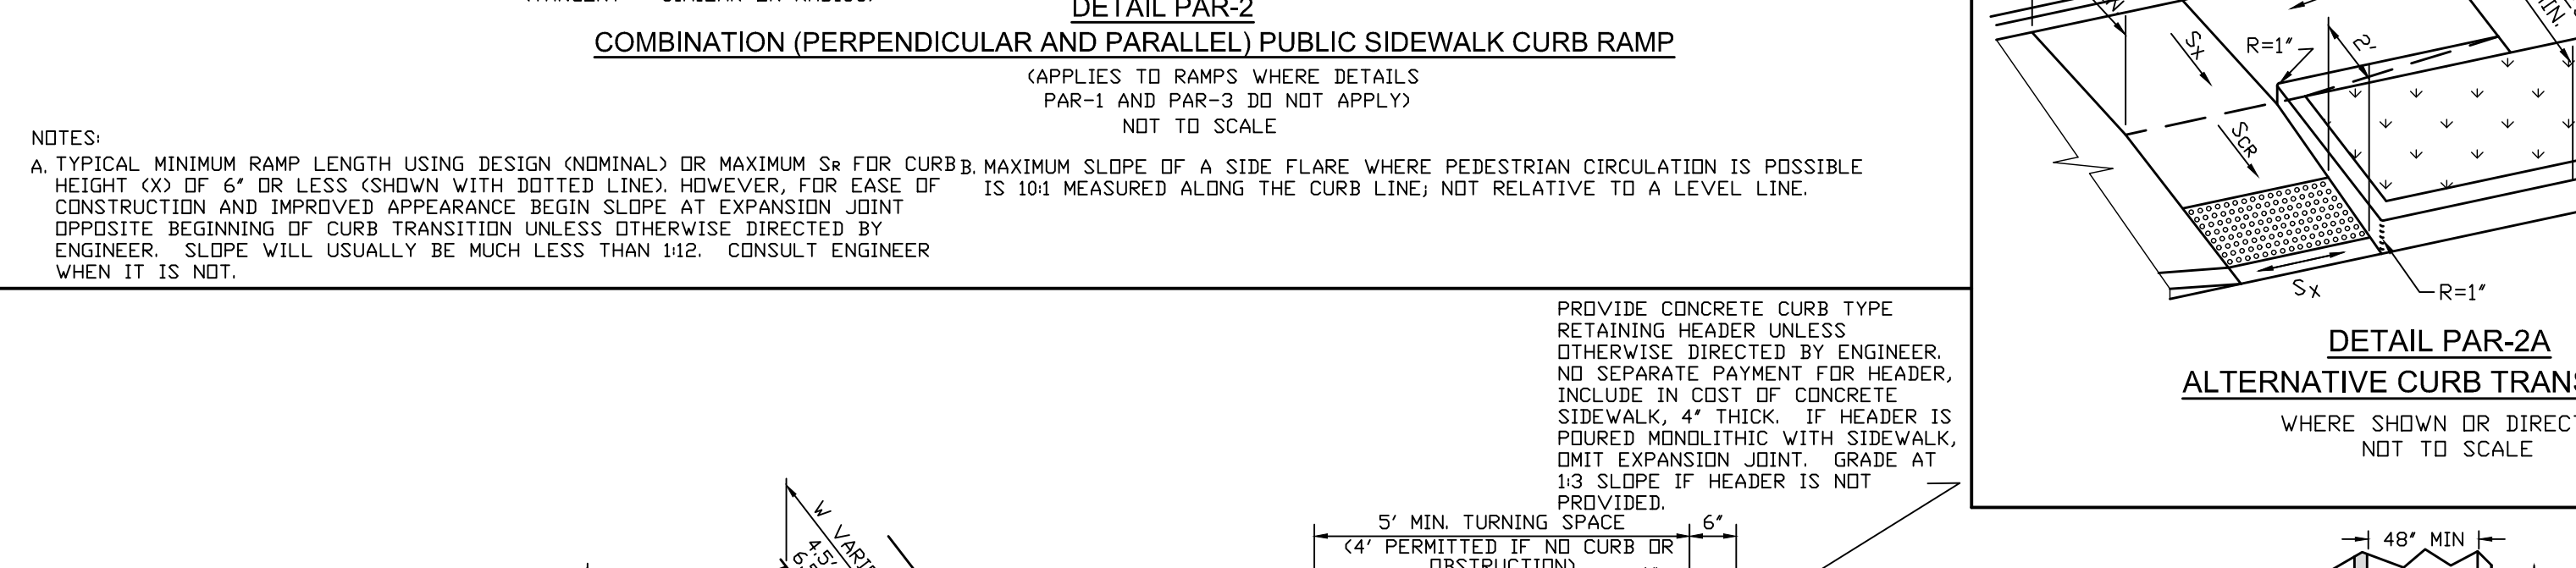 DETAIL PAR-2
COMBINATION (PERPENDICULAR AND PARALLEL) PUBLIC SIDEWALK CURB RAMP
(APPLIES TO RAMPS WHERE DETAILS
PAR-1 AND PAR-3 DO NOT APPLY)
NOT TO SCALE
NOTES:
A. TYPICAL MINIMUM RAMP LENGTH USING DESIGN (NOMINAL) OR MAXIMUM SR FOR CURB
HEIGHT (X) OF 6" OR LESS (SHOWN WITH DOTTED LINE). HOWEVER, FOR EASE OF
CONSTRUCTION AND IMPROVED APPEARANCE BEGIN SLOPE AT EXPANSION JOINT
OPPOSITE BEGINNING OF CURB TRANSITION UNLESS OTHERWISE DIRECTED BY
ENGINEER. SLOPE WILL USUALLY BE MUCH LESS THAN 1:12. CONSULT ENGINEER
WHEN IT IS NOT.
B. MAXIMUM SLOPE OF A SIDE FLARE WHERE PEDESTRIAN CIRCULATION IS POSSIBLE
IS 10:1 MEASURED ALONG THE CURB LINE; NOT RELATIVE TO A LEVEL LINE.
SX
R=1"
2'
MIN.
SCR
SX
R=1"
DETAIL PAR-2A
ALTERNATIVE CURB TRANS
WHERE SHOWN OR DIREC
NOT TO SCALE
PROVIDE CONCRETE CURB TYPE
RETAINING HEADER UNLESS
OTHERWISE DIRECTED BY ENGINEER.
NO SEPARATE PAYMENT FOR HEADER,
INCLUDE IN COST OF CONCRETE
SIDEWALK, 4" THICK. IF HEADER IS
POURED MONOLITHIC WITH SIDEWALK,
OMIT EXPANSION JOINT. GRADE AT
1:3 SLOPE IF HEADER IS NOT
PROVIDED.
5' MIN. TURNING SPACE
6"
(4' PERMITTED IF NO CURB OR
OBSTRUCTION)
W VARI
4.5'
48" MIN